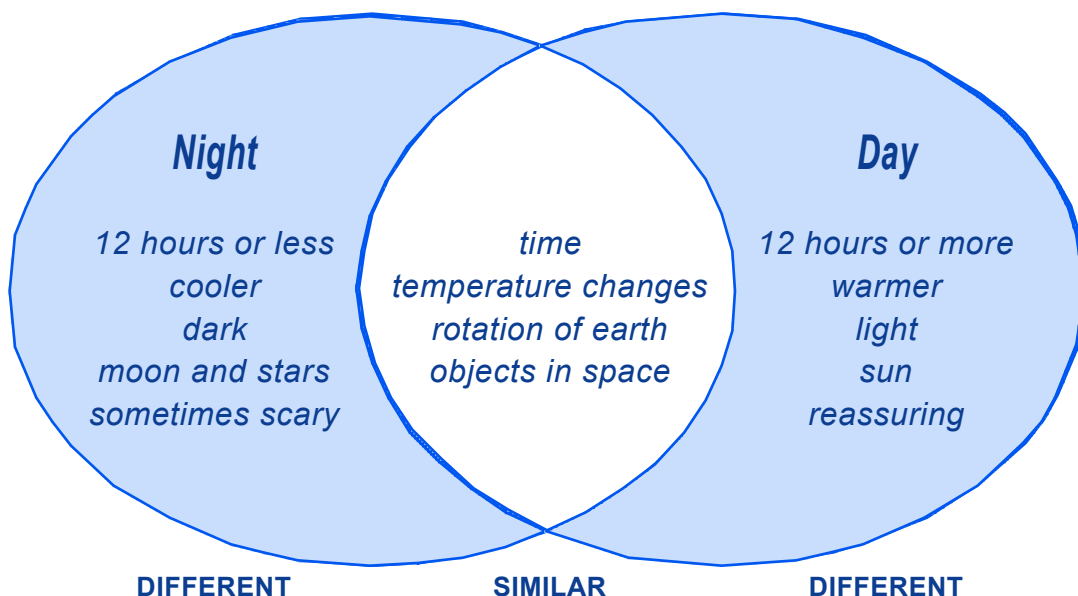 Night
12 hours or less
cooler
dark
moon and stars
sometimes scary
time
temperature changes
rotation of earth
objects in space
Day
12 hours or more
warmer
light
sun
reassuring
DIFFERENT
SIMILAR
DIFFERENT